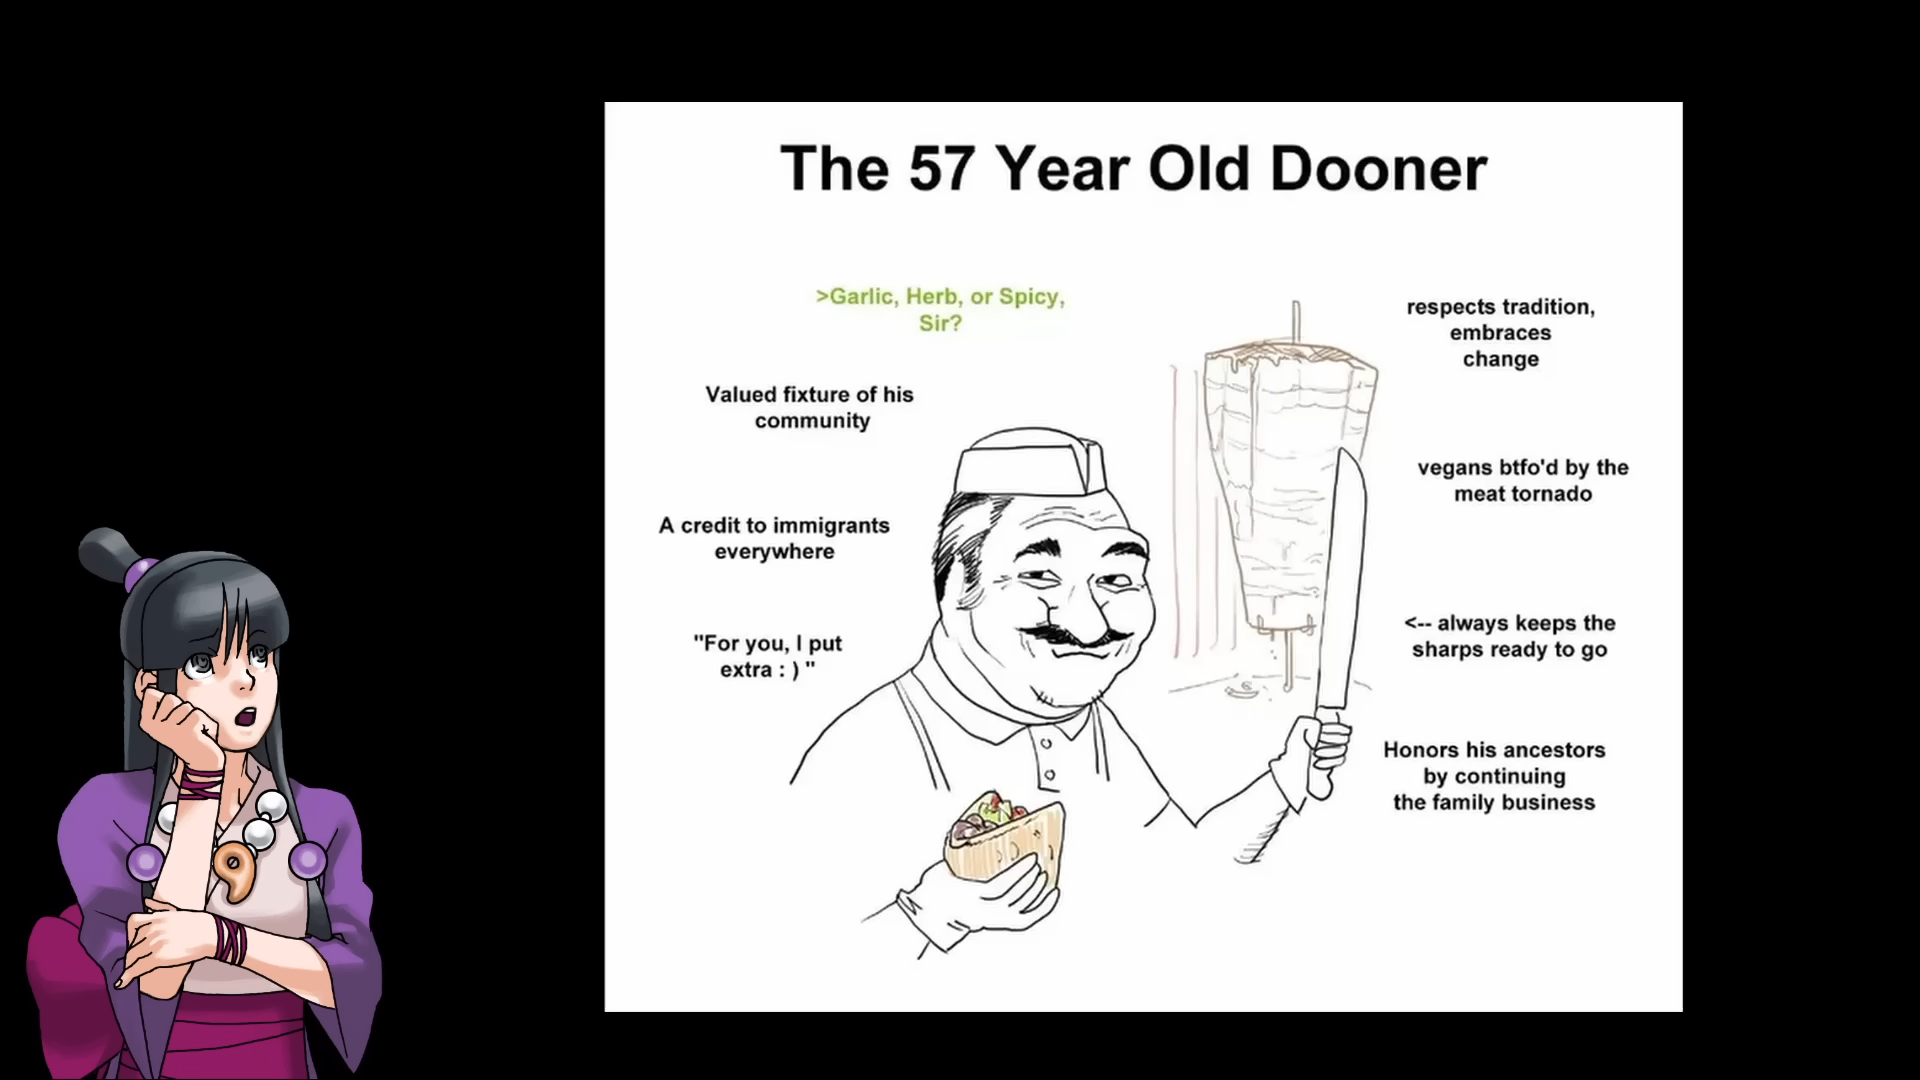 The 57 Year Old Dooner
>Garlic, Herb, or Spicy,
Sir?
Valued fixture of his
community
A credit to immigrants
everywhere
"For you, I put
extra : ) "
respects tradition,
embraces
change
vegans btfo'd by the
meat tornado
<-- always keeps the
sharps ready to go
Honors his ancestors
by continuing
the family business